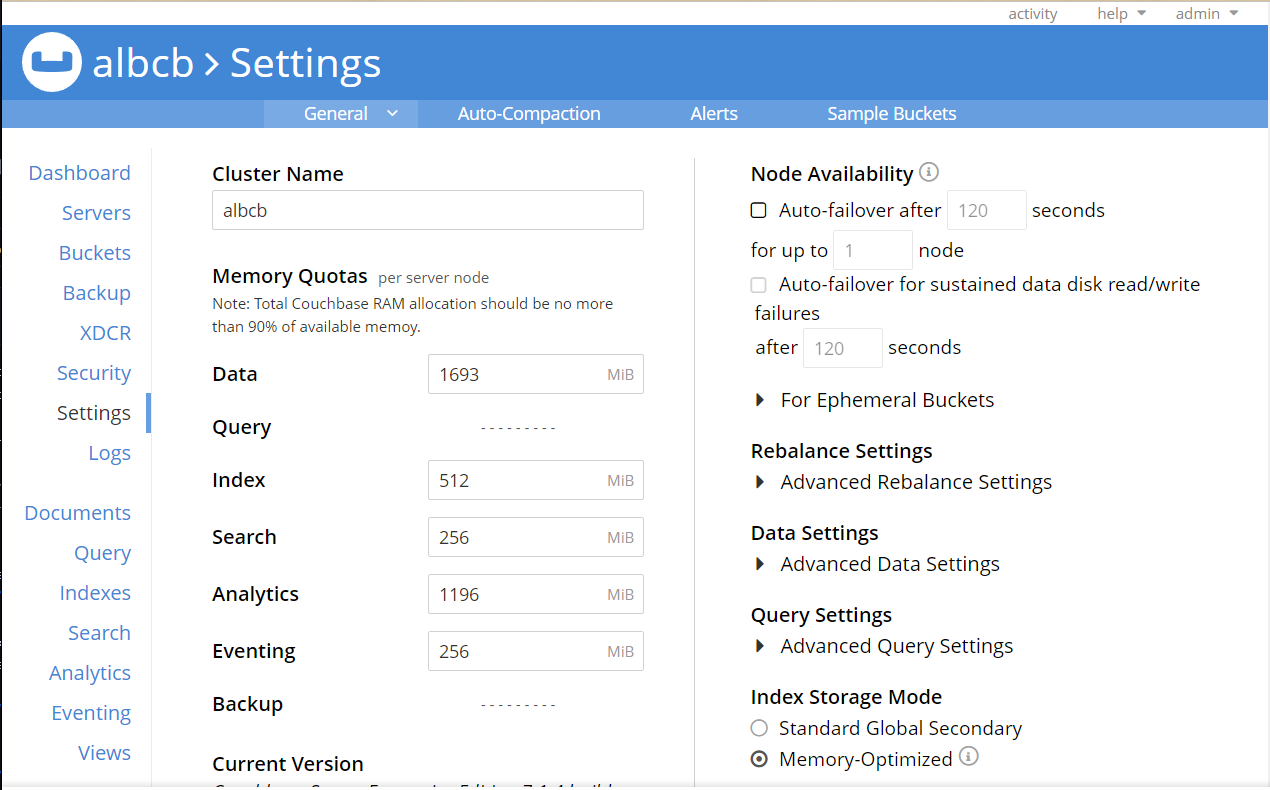 activity help admin
albcb > Settings
General Auto-Compaction Alerts Sample Buckets
Dashboard
Servers
Buckets
Backup
XDCR
Security
Settings
Logs
Documents
Query
Indexes
Search
Analytics
Eventing
Views
Cluster Name
albcb
Memory Quotas per server node
Note: Total Couchbase RAM allocation should be no more
than 90% of available memoy.
Data 1693 MiB
Query ---------
Index 512 MiB
Search 256 MiB
Analytics 1196 MiB
Eventing 256 MiB
Backup ---------
Current Version
Node Availability
Auto-failover after 120 seconds
for up to 1 node
Auto-failover for sustained data disk read/write
failures
after 120 seconds
For Ephemeral Buckets
Rebalance Settings
Advanced Rebalance Settings
Data Settings
Advanced Data Settings
Query Settings
Advanced Query Settings
Index Storage Mode
Standard Global Secondary
Memory-Optimized